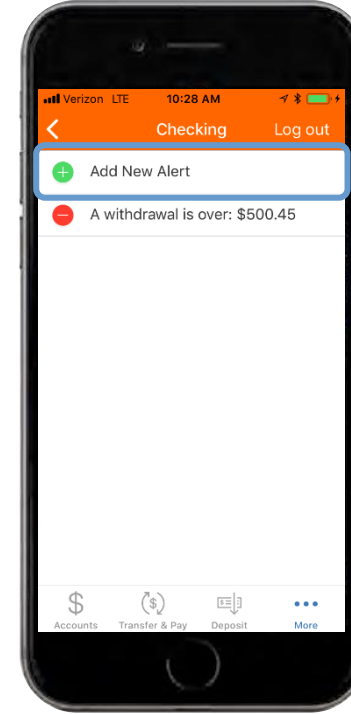 Verizon LTE 10:28 AM
Checking Log out
Add New Alert
A withdrawal is over: $500.45
Accounts Transfer & Pay Deposit More